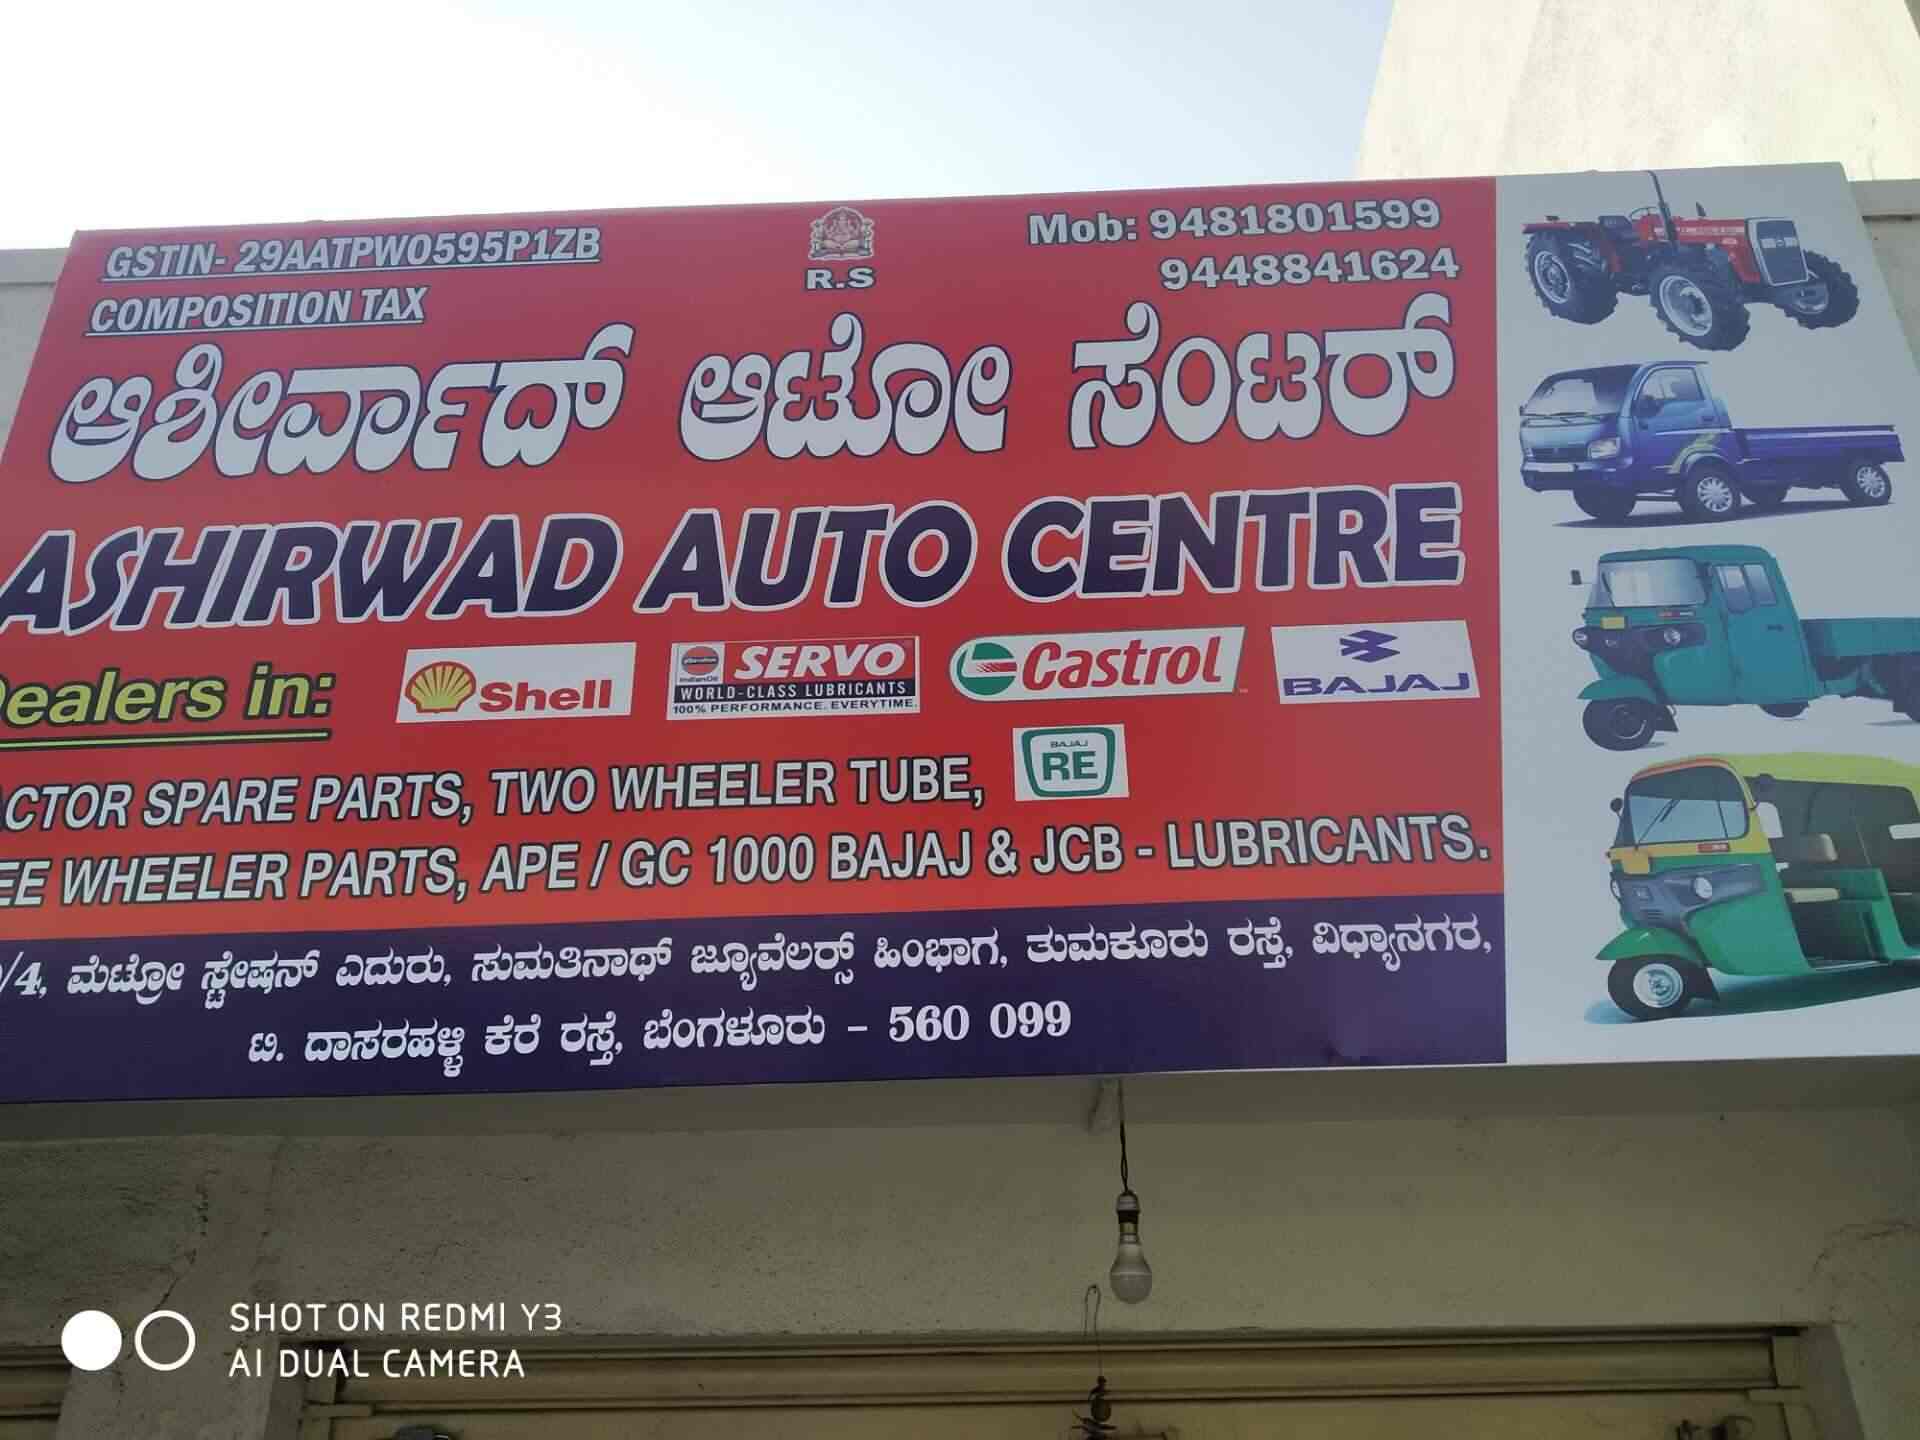 GSTIN- 29AATPW0595P1ZB
COMPOSITION TAX
R.S
Mob: 9481801599
9448841624
ಆಶೀರ್ವಾದ್ ಆಟೋ ಸೆಂಟರ್
ASHIRWAD AUTO CENTRE
Dealers in:
Shell
IndianOil SERVO
WORLD-CLASS LUBRICANTS
100% PERFORMANCE. EVERYTIME.
Castrol
BAJAJ
SPARE PARTS, TWO WHEELER TUBE,
BAJAJ
RE
WHEELER PARTS, APE / GC 1000 BAJAJ & JCB - LUBRICANTS.
/4, ಮೆಟ್ರೋ ಸ್ಟೇಷನ್ ಎದುರು, ಸುಮತಿನಾಥ್ ಜ್ಯೂವೆಲರ್ಸ್ ಹಿಂಭಾಗ, ತುಮಕೂರು ರಸ್ತೆ, ವಿಧ್ಯಾನಗರ,
ಟಿ. ದಾಸರಹಳ್ಳಿ ಕೆರೆ ರಸ್ತೆ, ಬೆಂಗಳೂರು - 560 099
SHOT ON REDMI Y3
AI DUAL CAMERA